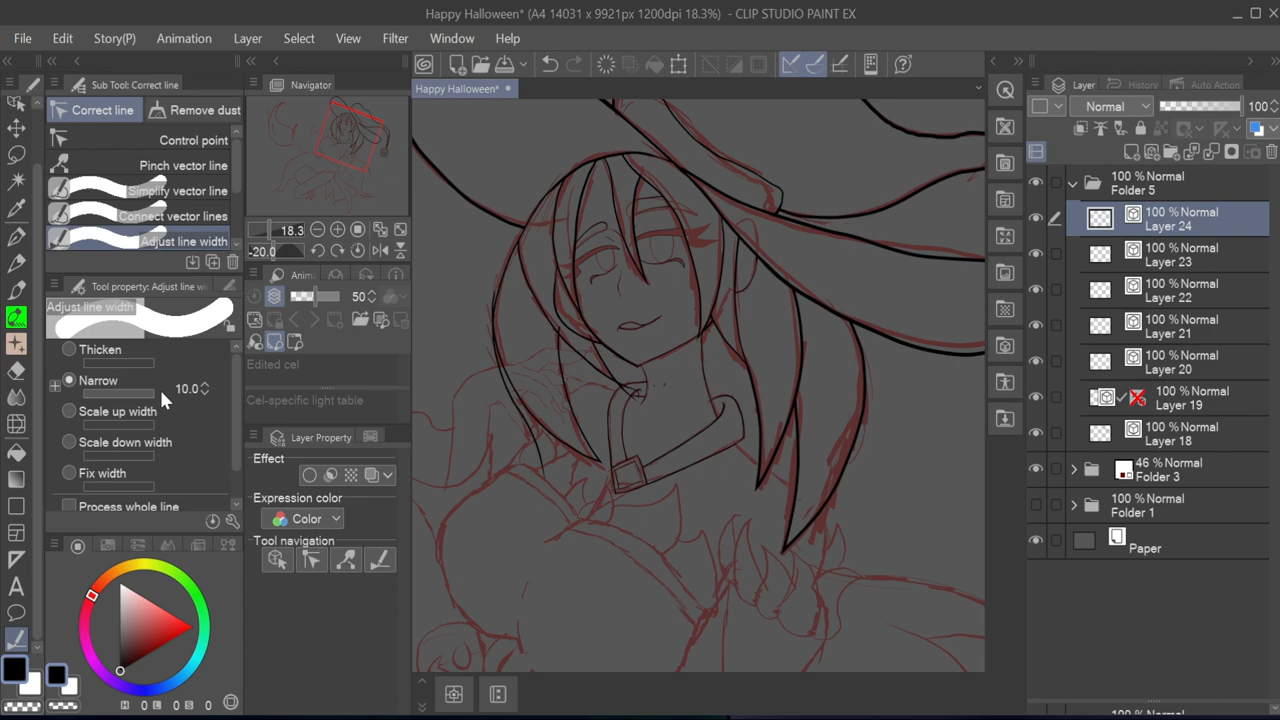 Happy Halloween* (A4 14031 x 9921px 1200dpi 18.3%) - CLIP STUDIO PAINT EX
File Edit Story(P) Animation Layer Select View Filter Window Help
Sub Tool: Correct line
Correct line Remove dust
Control point
Pinch vector line
Simplify vector line
Connect vector lines
Adjust line width
Tool property: Adjust line wi
Adjust line width
Thicken
Narrow 10.0
Scale up width
Scale down width
Fix width
Process whole line
H 0 L 0 S 0
Navigator
18.3
-20.0
Anima
50
Edited cel
Cel-specific light table
Layer Property
Effect
Expression color
Color
Tool navigation
Happy Halloween*
Layer History Auto Action
Normal 100
100 % Normal
Folder 5
100 % Normal
Layer 24
100 % Normal
Layer 23
100 % Normal
Layer 22
100 % Normal
Layer 21
100 % Normal
Layer 20
100 % Normal
Layer 19
100 % Normal
Layer 18
46 % Normal
Folder 3
100 % Normal
Folder 1
Paper